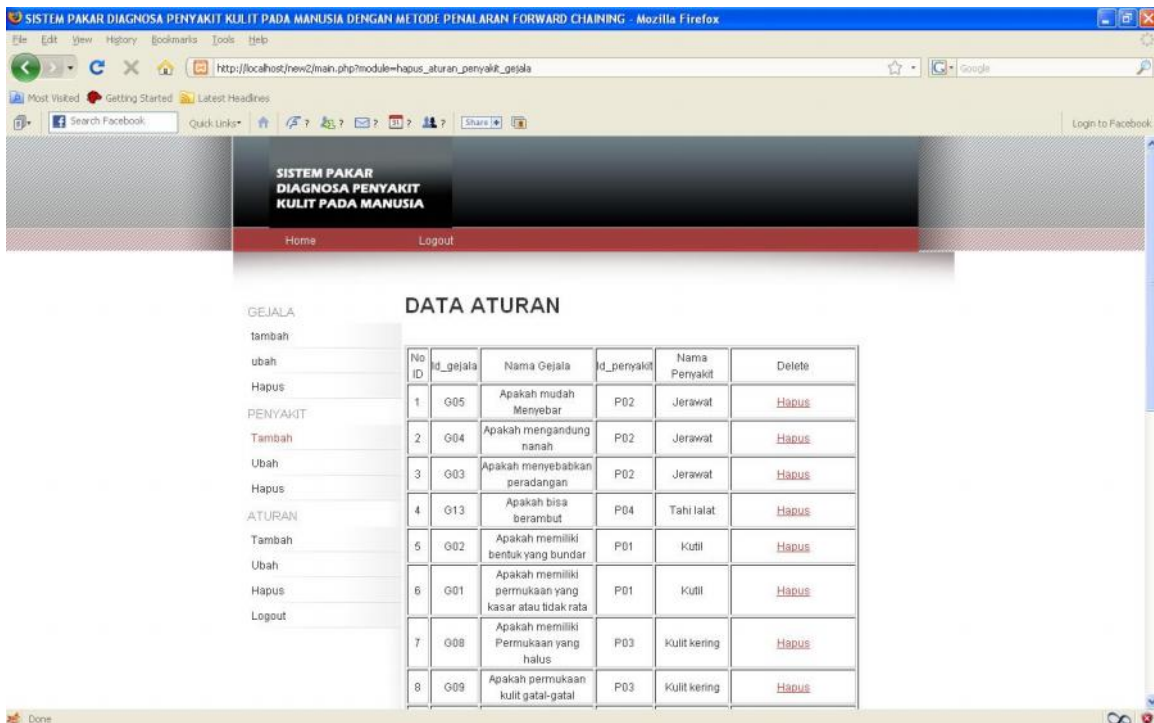 SISTEM PAKAR DIAGNOSA PENYAKIT KULIT PADA MANUSIA DENGAN METODE PENALARAN FORWARD CHAINING - Mozilla Firefox
File Edit View History Bookmarks Tools Help
http://localhost/new2/main.php?module=hapus_aturan_penyakit_gejala
Google
Most Visited Getting Started Latest Headlines
Search Facebook Quick Links ? ? ? 31 ? ? Share Login to Facebook
SISTEM PAKAR
DIAGNOSA PENYAKIT
KULIT PADA MANUSIA
Home Logout
GEJALA
tambah
ubah
Hapus
PENYAKIT
Tambah
Ubah
Hapus
ATURAN
Tambah
Ubah
Hapus
Logout
DATA ATURAN
No ID Id_gejala Nama Gejala Id_penyakit Nama Penyakit Delete
1 G05 Apakah mudah Menyebar P02 Jerawat Hapus
2 G04 Apakah mengandung nanah P02 Jerawat Hapus
3 G03 Apakah menyebabkan peradangan P02 Jerawat Hapus
4 G13 Apakah bisa berambut P04 Tahi lalat Hapus
5 G02 Apakah memiliki bentuk yang bundar P01 Kutil Hapus
6 G01 Apakah memiliki permukaan yang kasar atau tidak rata P01 Kutil Hapus
7 G08 Apakah memiliki Permukaan yang halus P03 Kulit kering Hapus
8 G09 Apakah permukaan kulit gatal-gatal P03 Kulit kering Hapus
Done